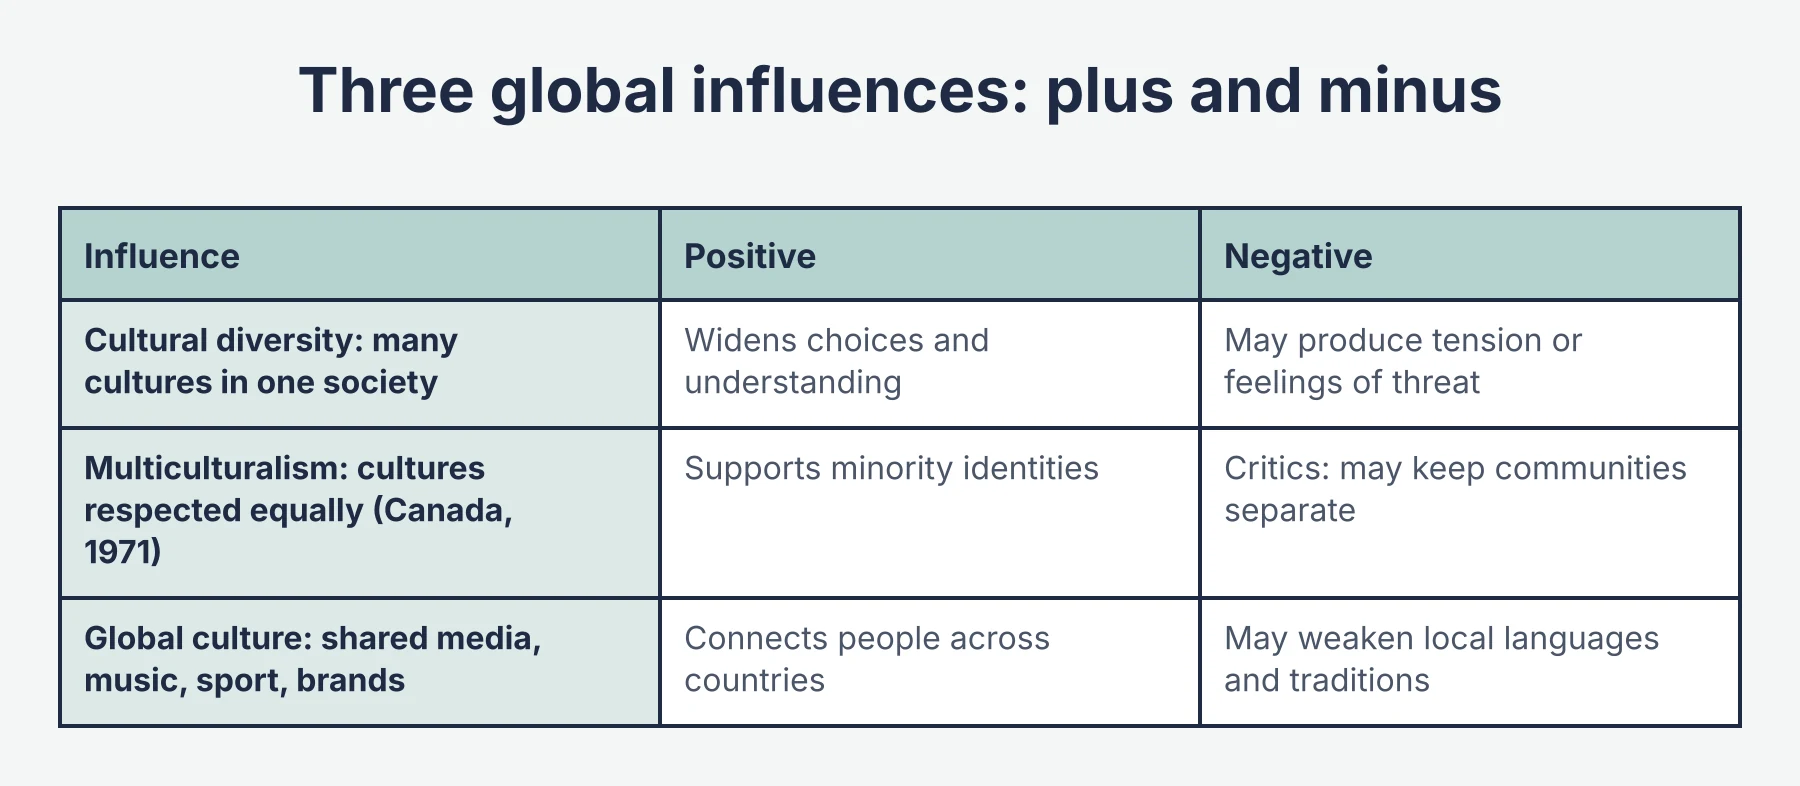 Three global influences: plus and minus
Influence
Positive
Negative
Cultural diversity: many
cultures in one society
Widens choices and
understanding
May produce tension or
feelings of threat
Multiculturalism: cultures
respected equally (Canada,
1971)
Supports minority identities
Critics: may keep communities
separate
Global culture: shared media,
music, sport, brands
Connects people across
countries
May weaken local languages
and traditions